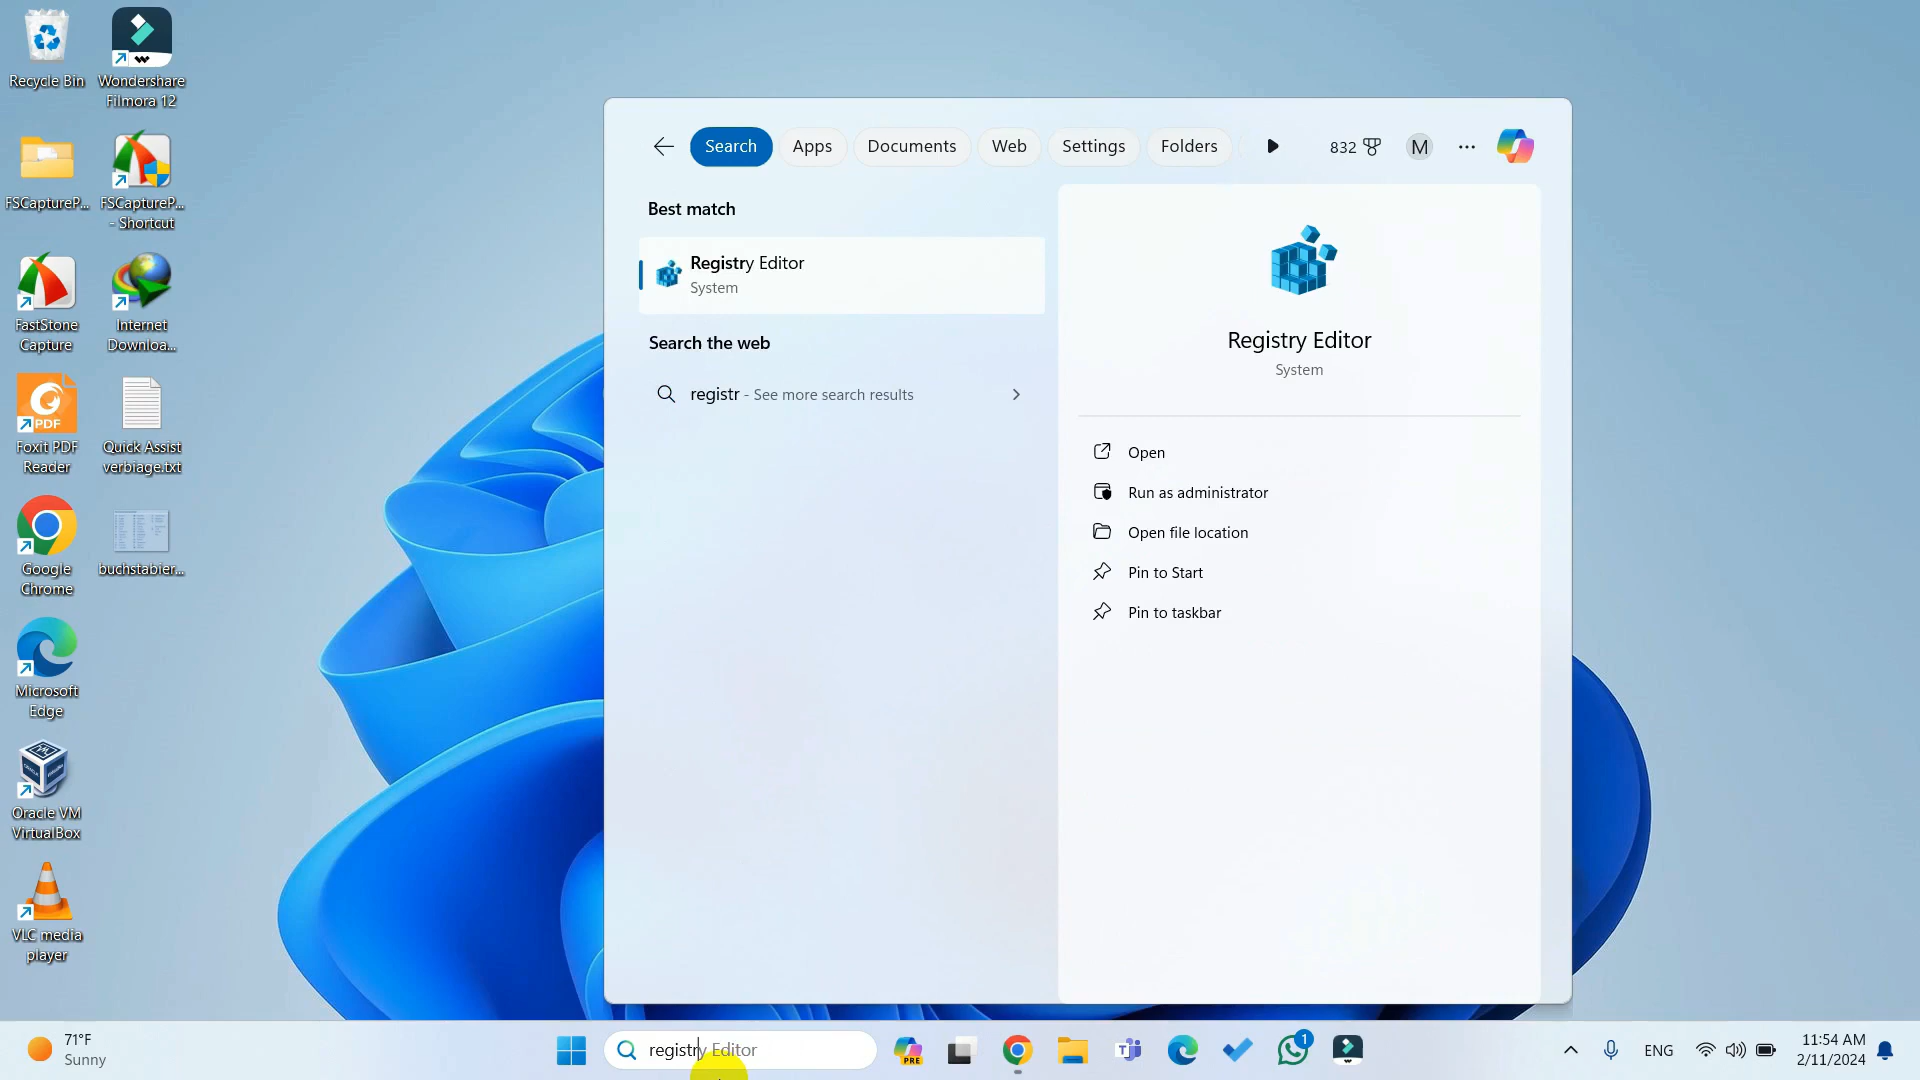 Recycle Bin
Wondershare
Filmora 12
FSCaptureP...
FSCaptureP...
- Shortcut
FastStone
Capture
Internet
Downloa...
PDF
Foxit PDF
Reader
Quick Assist
verbiage.txt
Google
Chrome
buchstabier...
Microsoft
Edge
Oracle VM
VirtualBox
VLC media
player
Search
Apps
Documents
Web
Settings
Folders
832
M
Best match
Registry Editor
System
Search the web
registr - See more search results
Registry Editor
System
Open
Run as administrator
Open file location
Pin to Start
Pin to taskbar
71°F
Sunny
registry Editor
PRE
T
1
ENG
11:54 AM
2/11/2024